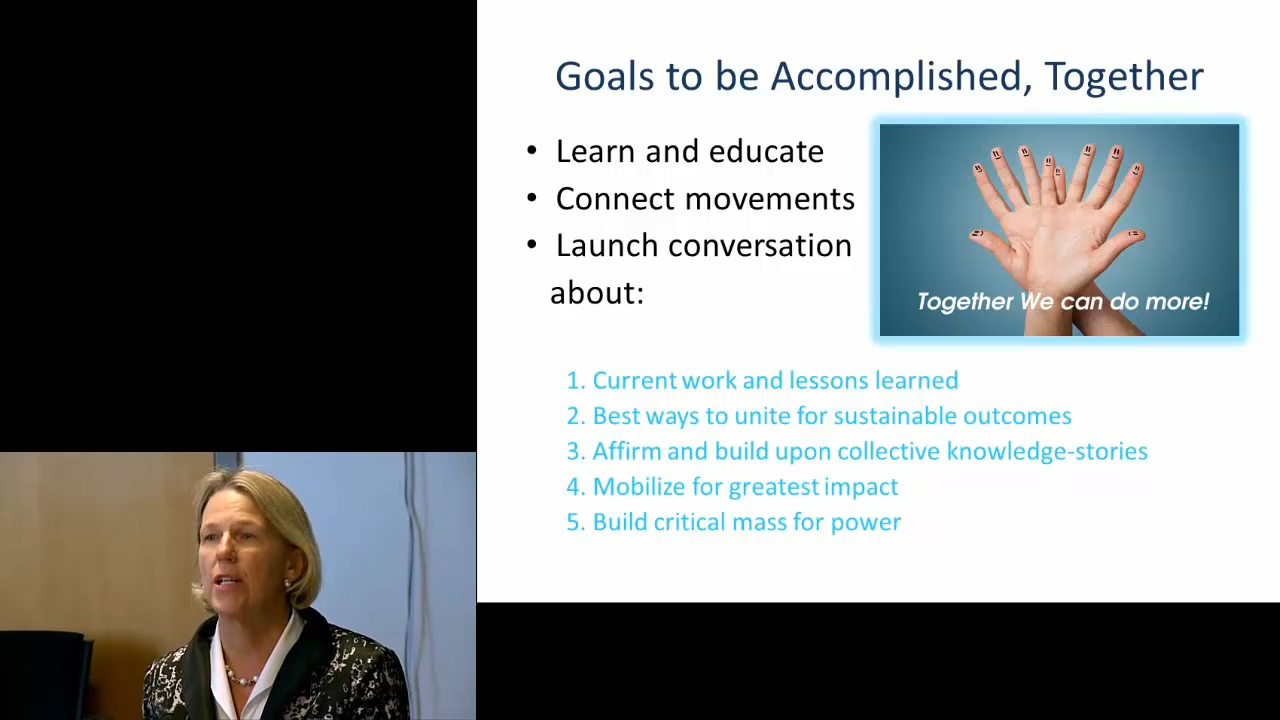 Goals to be Accomplished, Together
• Learn and educate
• Connect movements
• Launch conversation
about:
Together We can do more!
1. Current work and lessons learned
2. Best ways to unite for sustainable outcomes
3. Affirm and build upon collective knowledge-stories
4. Mobilize for greatest impact
5. Build critical mass for power